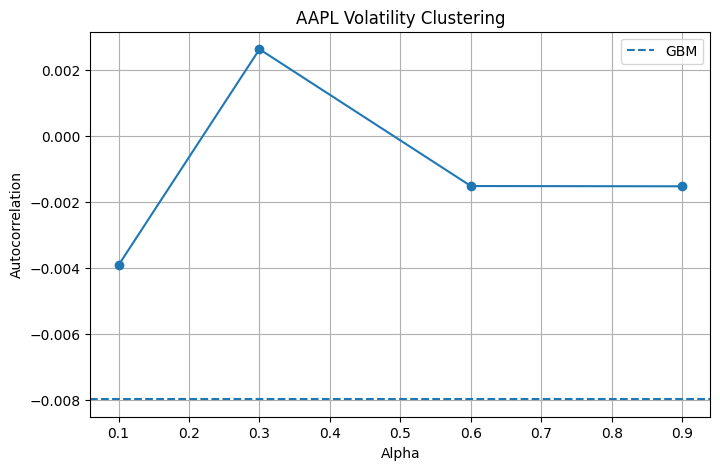 AAPL Volatility Clustering
GBM
Autocorrelation
0.002
0.000
−0.002
−0.004
−0.006
−0.008
0.1 0.2 0.3 0.4 0.5 0.6 0.7 0.8 0.9
Alpha